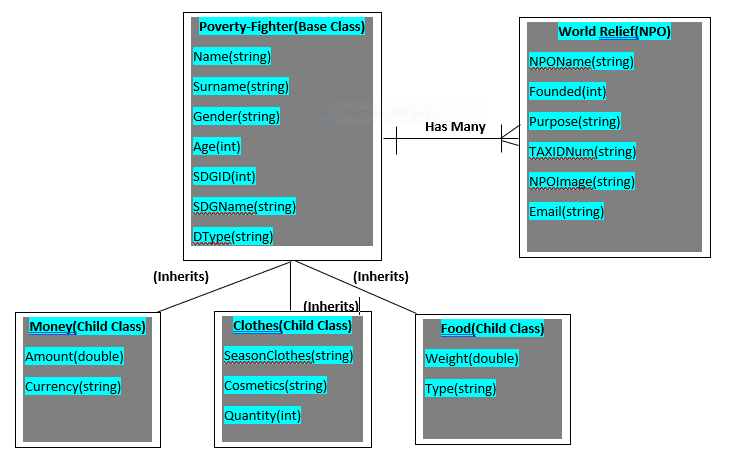 Poverty-Fighter(Base Class)
Name(string)
Surname(string)
Gender(string)
Age(int)
SDGID(int)
SDGName(string)
DType(string)
Has Many
World Relief(NPO)
NPOName(string)
Founded(int)
Purpose(string)
TAXIDNum(string)
NPOImage(string)
Email(string)
(Inherits)
(Inherits)
(Inherits)
Money(Child Class)
Amount(double)
Currency(string)
Clothes(Child Class)
SeasonClothes(string)
Cosmetics(string)
Quantity(int)
Food(Child Class)
Weight(double)
Type(string)